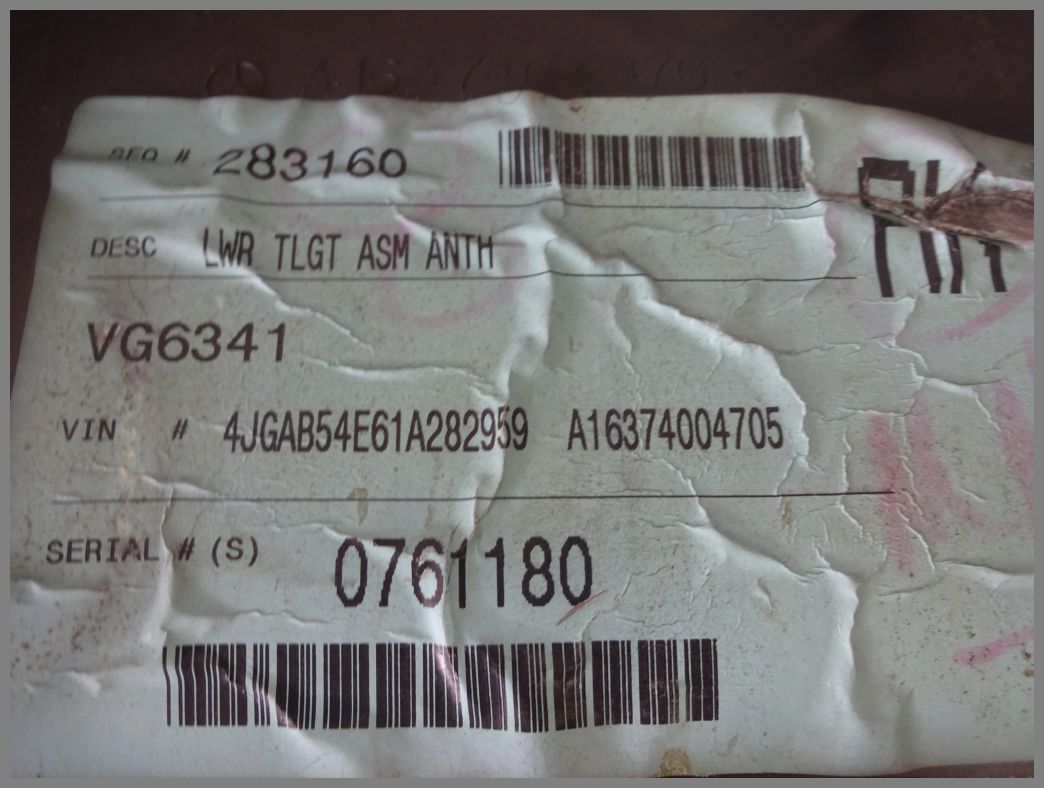 SEQ # 283160
DESC LWR TLGT ASM ANTH
VG6341
VIN # 4JGAB54E61A282959 A16374004705
SERIAL # (S) 0761180